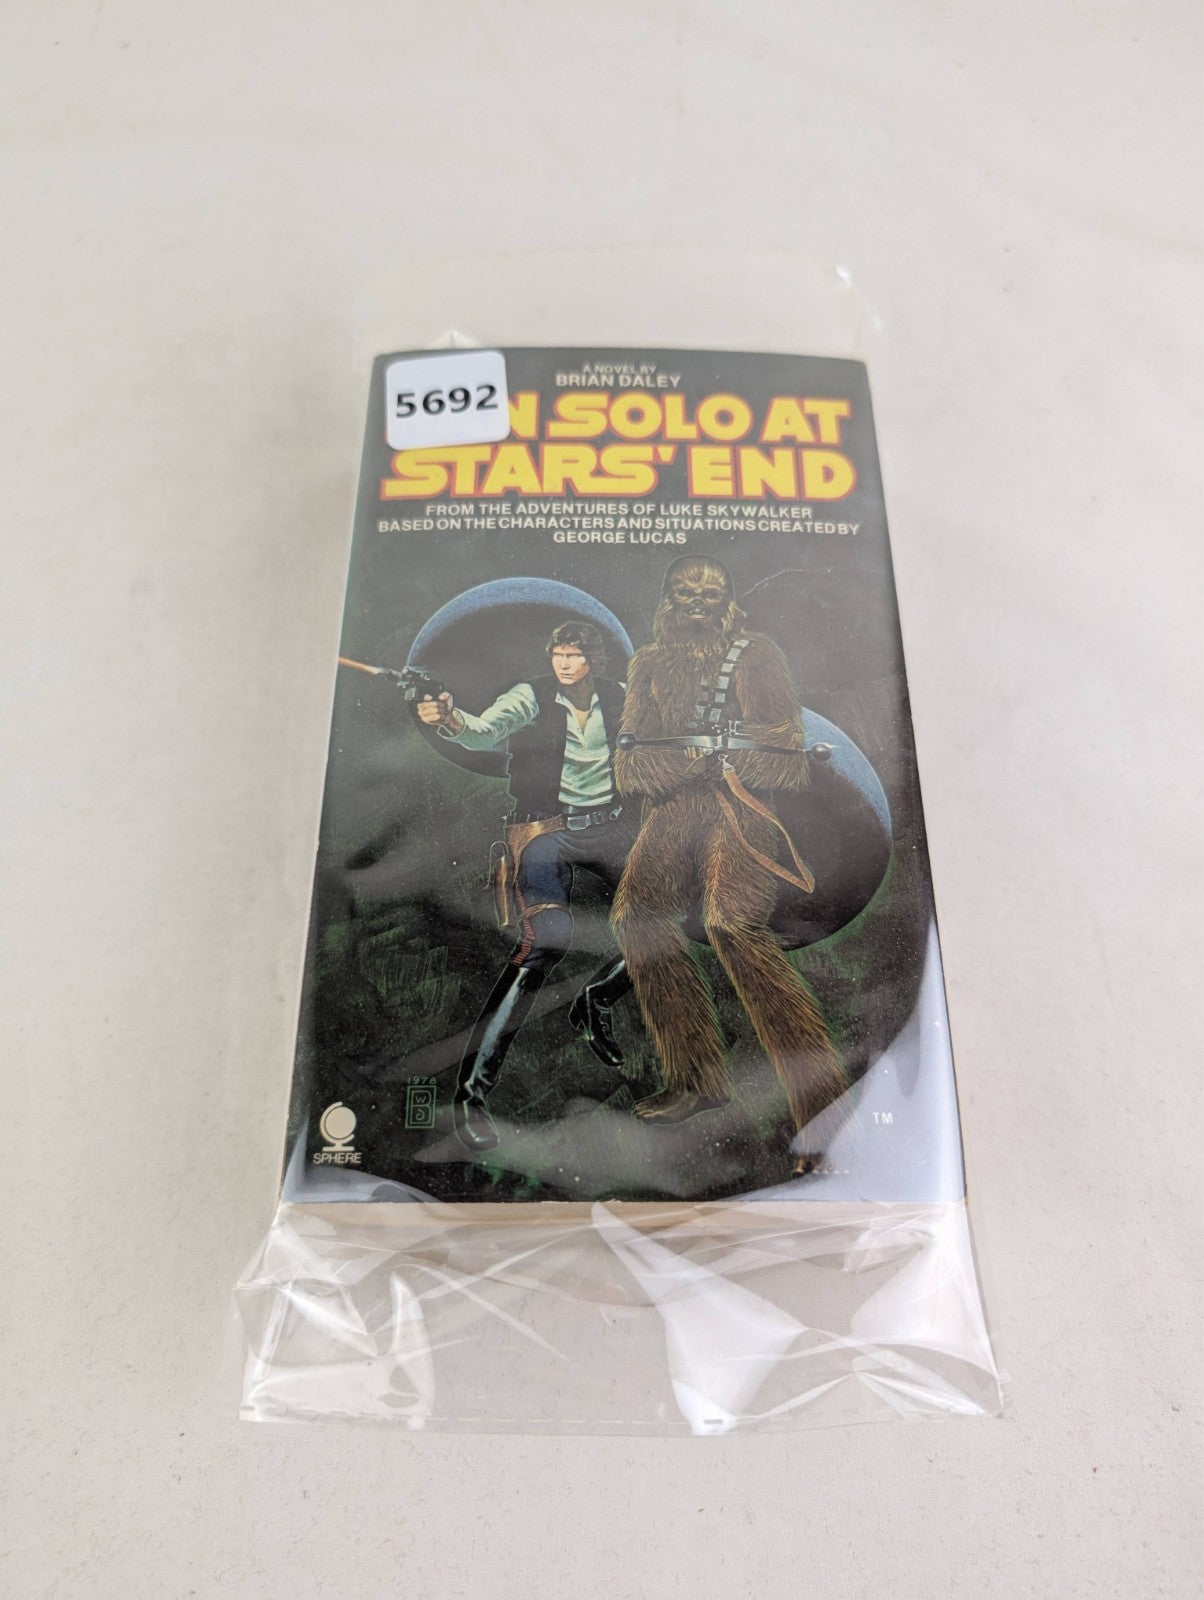 A NOVEL BY
BRIAN DALEY
5692
N SOLO AT
STARS' END
FROM THE ADVENTURES OF LUKE SKYWALKER
BASED ON THE CHARACTERS AND SITUATIONS CREATED BY
GEORGE LUCAS
1978
W
TM
SPHERE